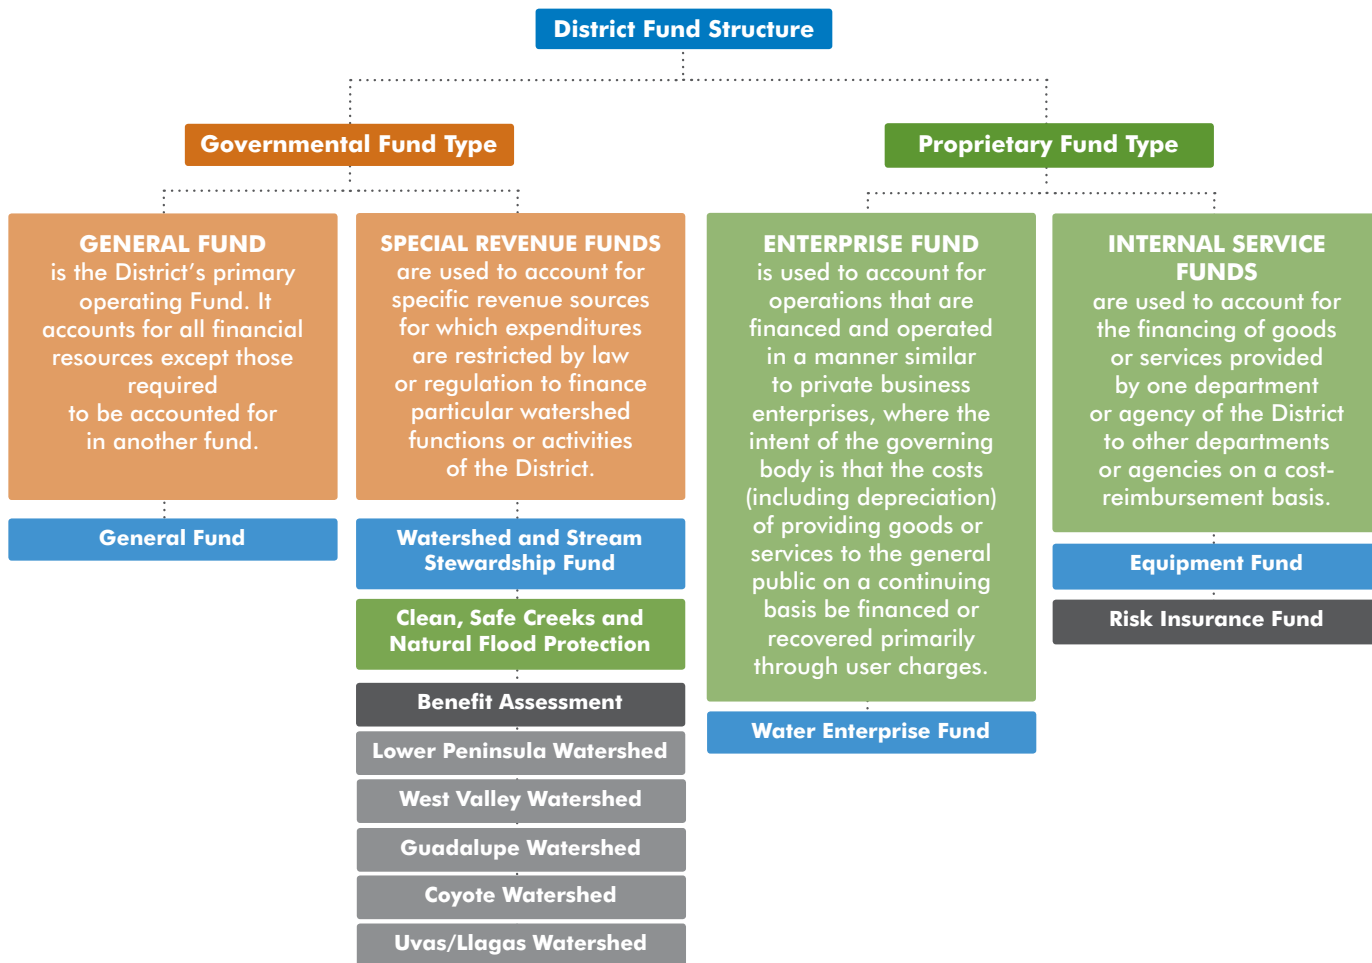 District Fund Structure
Governmental Fund Type
Proprietary Fund Type
GENERAL FUND
is the District's primary
operating Fund. It
accounts for all financial
resources except those
required
to be accounted for
in another fund.
General Fund
SPECIAL REVENUE FUNDS
are used to account for
specific revenue sources
for which expenditures
are restricted by law
or regulation to finance
particular watershed
functions or activities
of the District.
Watershed and Stream
Stewardship Fund
Clean, Safe Creeks and
Natural Flood Protection
Benefit Assessment
Lower Peninsula Watershed
West Valley Watershed
Guadalupe Watershed
Coyote Watershed
Uvas/Llagas Watershed
ENTERPRISE FUND
is used to account for
operations that are
financed and operated
in a manner similar
to private business
enterprises, where the
intent of the governing
body is that the costs
(including depreciation)
of providing goods or
services to the general
public on a continuing
basis be financed or
recovered primarily
through user charges.
Water Enterprise Fund
INTERNAL SERVICE
FUNDS
are used to account for
the financing of goods
or services provided
by one department
or agency of the District
to other departments
or agencies on a cost-
reimbursement basis.
Equipment Fund
Risk Insurance Fund